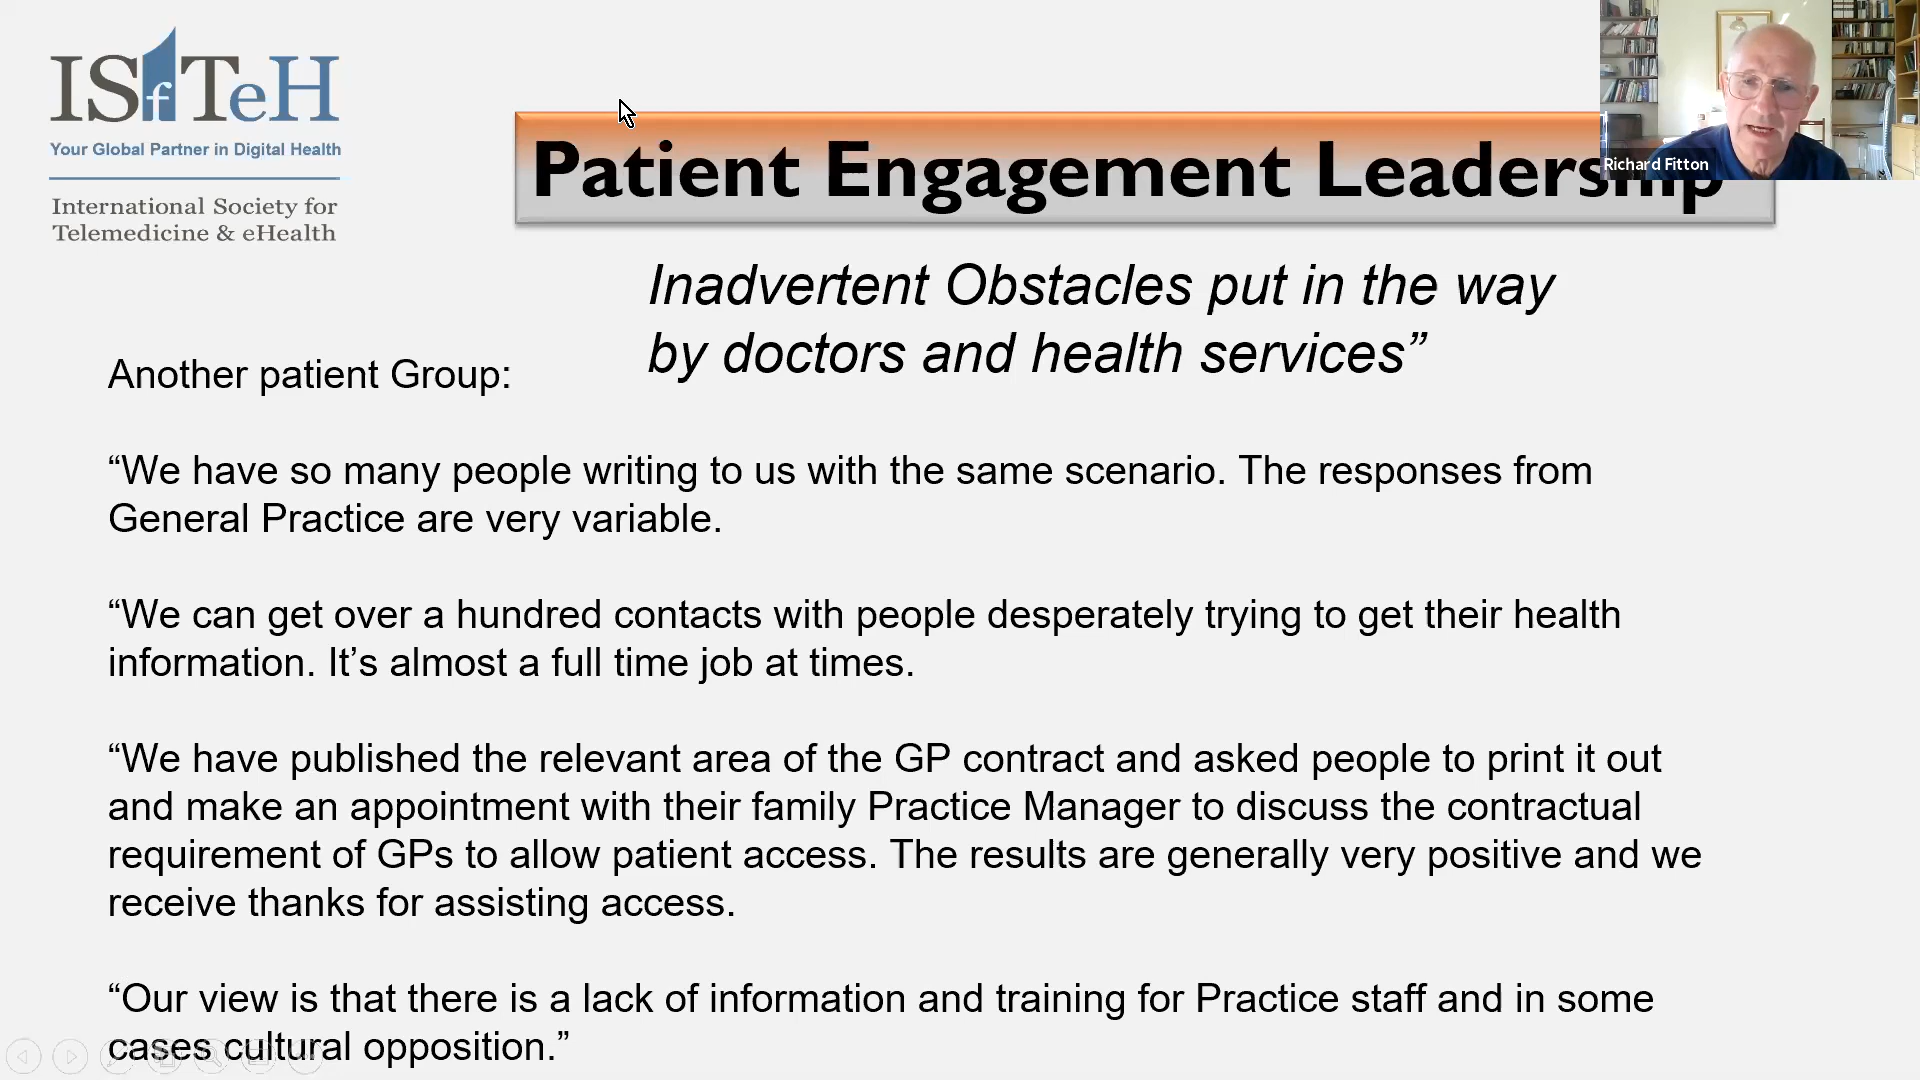 ISfTeH
Your Global Partner in Digital Health
International Society for
Telemedicine & eHealth
Patient Engagement Leadership
Richard Fitton
Inadvertent Obstacles put in the way
by doctors and health services”
Another patient Group:
“We have so many people writing to us with the same scenario. The responses from
General Practice are very variable.
“We can get over a hundred contacts with people desperately trying to get their health
information. It’s almost a full time job at times.
“We have published the relevant area of the GP contract and asked people to print it out
and make an appointment with their family Practice Manager to discuss the contractual
requirement of GPs to allow patient access. The results are generally very positive and we
receive thanks for assisting access.
“Our view is that there is a lack of information and training for Practice staff and in some
cases cultural opposition.”